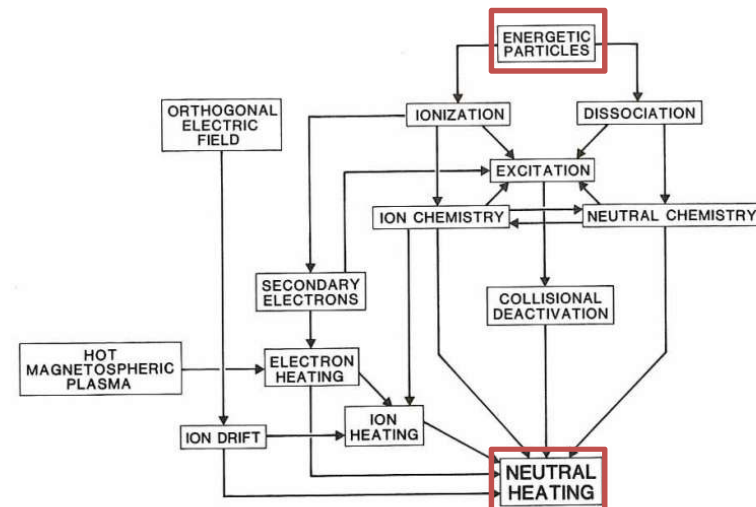 ENERGETIC
PARTICLES
ORTHOGONAL
ELECTRIC
FIELD
IONIZATION
DISSOCIATION
EXCITATION
ION CHEMISTRY
NEUTRAL CHEMISTRY
SECONDARY
ELECTRONS
COLLISIONAL
DEACTIVATION
HOT
MAGNETOSPHERIC
PLASMA
ELECTRON
HEATING
ION
HEATING
ION DRIFT
NEUTRAL
HEATING